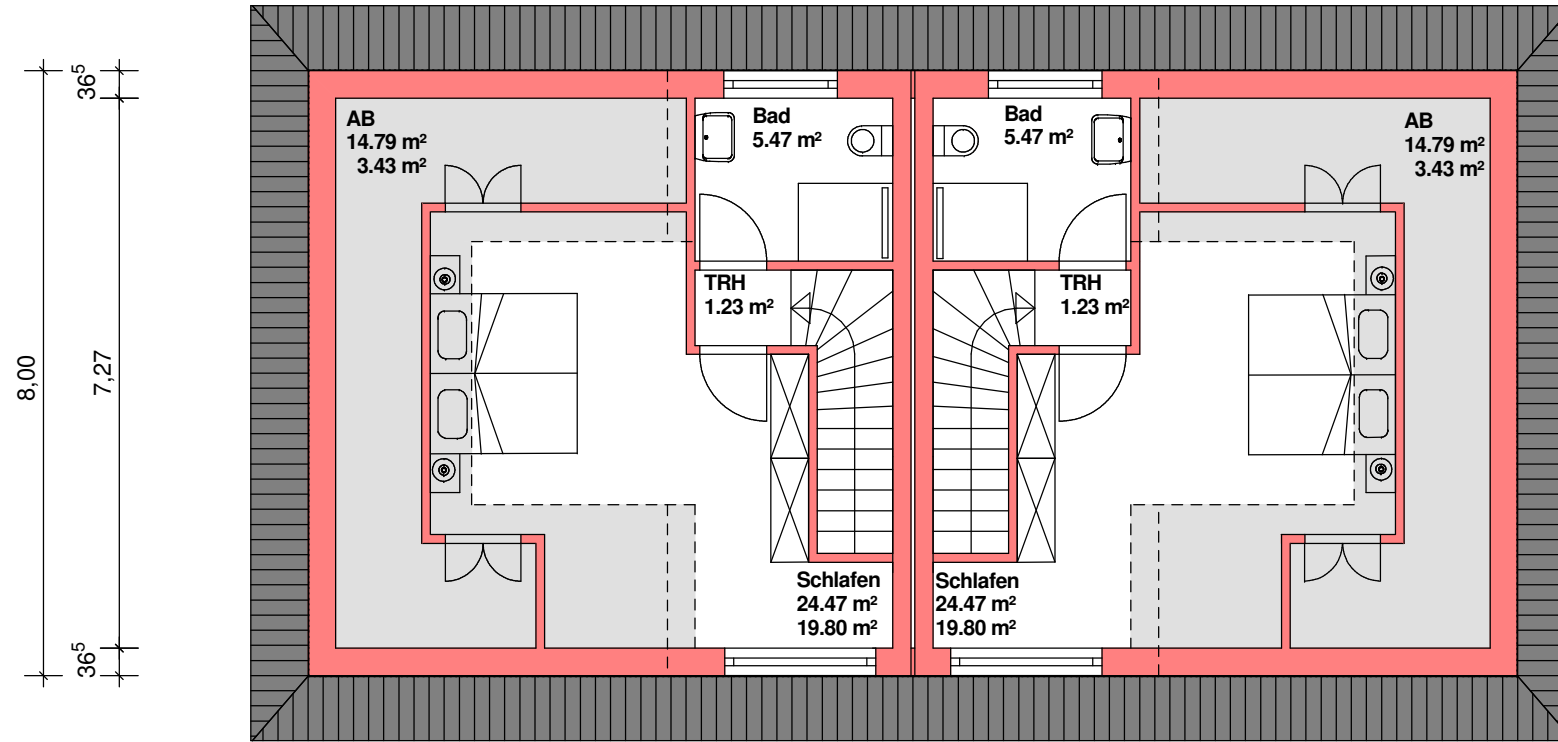 36⁵
8,00
7,27
36⁵
AB
14.79 m²
3.43 m²
Bad
5.47 m²
Bad
5.47 m²
AB
14.79 m²
3.43 m²
TRH
1.23 m²
TRH
1.23 m²
Schlafen
24.47 m²
19.80 m²
Schlafen
24.47 m²
19.80 m²